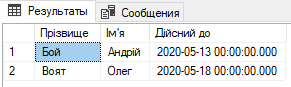 Результаты Сообщения
Прізвище Ім'я Дійсний до
1 Бой Андрій 2020-05-13 00:00:00.000
2 Воят Олег 2020-05-18 00:00:00.000